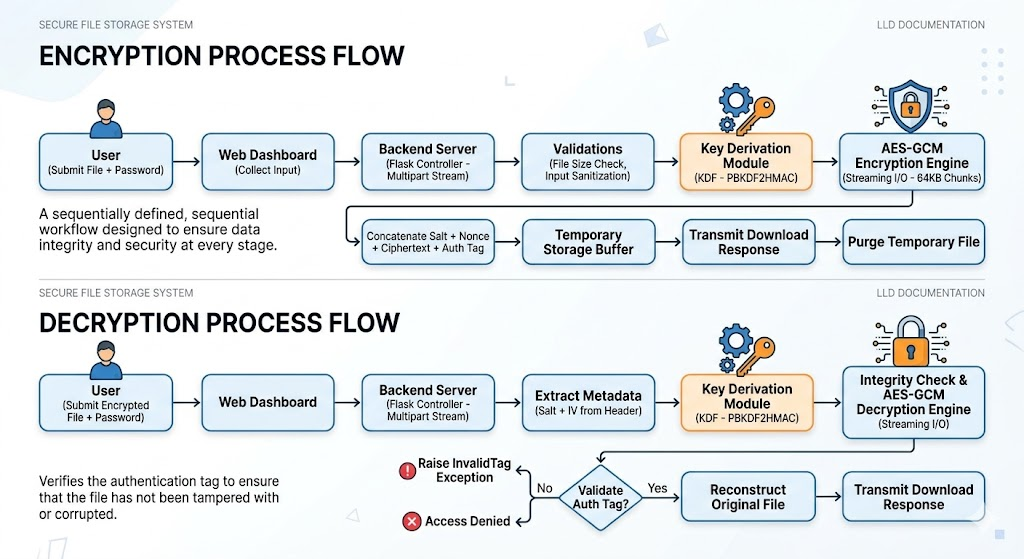 SECURE FILE STORAGE SYSTEM
LLD DOCUMENTATION
ENCRYPTION PROCESS FLOW
User
(Submit File + Password)
Web Dashboard
(Collect Input)
Backend Server
(Flask Controller -
Multipart Stream)
Validations
(File Size Check,
Input Sanitization)
Key Derivation
Module
(KDF - PBKDF2HMAC)
AES-GCM
Encryption Engine
(Streaming I/O - 64KB Chunks)
A sequentially defined, sequential
workflow designed to ensure data
integrity and security at every stage.
Concatenate Salt + Nonce
+ Ciphertext + Auth Tag
Temporary
Storage Buffer
Transmit Download
Response
Purge Temporary File
SECURE FILE STORAGE SYSTEM
LLD DOCUMENTATION
DECRYPTION PROCESS FLOW
User
(Submit Encrypted
File + Password)
Web Dashboard
Backend Server
(Flask Controller -
Multipart Stream)
Extract Metadata
(Salt + IV from Header)
Key Derivation
Module
(KDF - PBKDF2HMAC)
Integrity Check &
AES-GCM
Decryption Engine
(Streaming I/O)
Verifies the authentication tag to ensure
that the file has not been tampered with
or corrupted.
Raise InvalidTag
Exception
Access Denied
No
Validate
Auth Tag?
Yes
Reconstruct
Original File
Transmit Download
Response